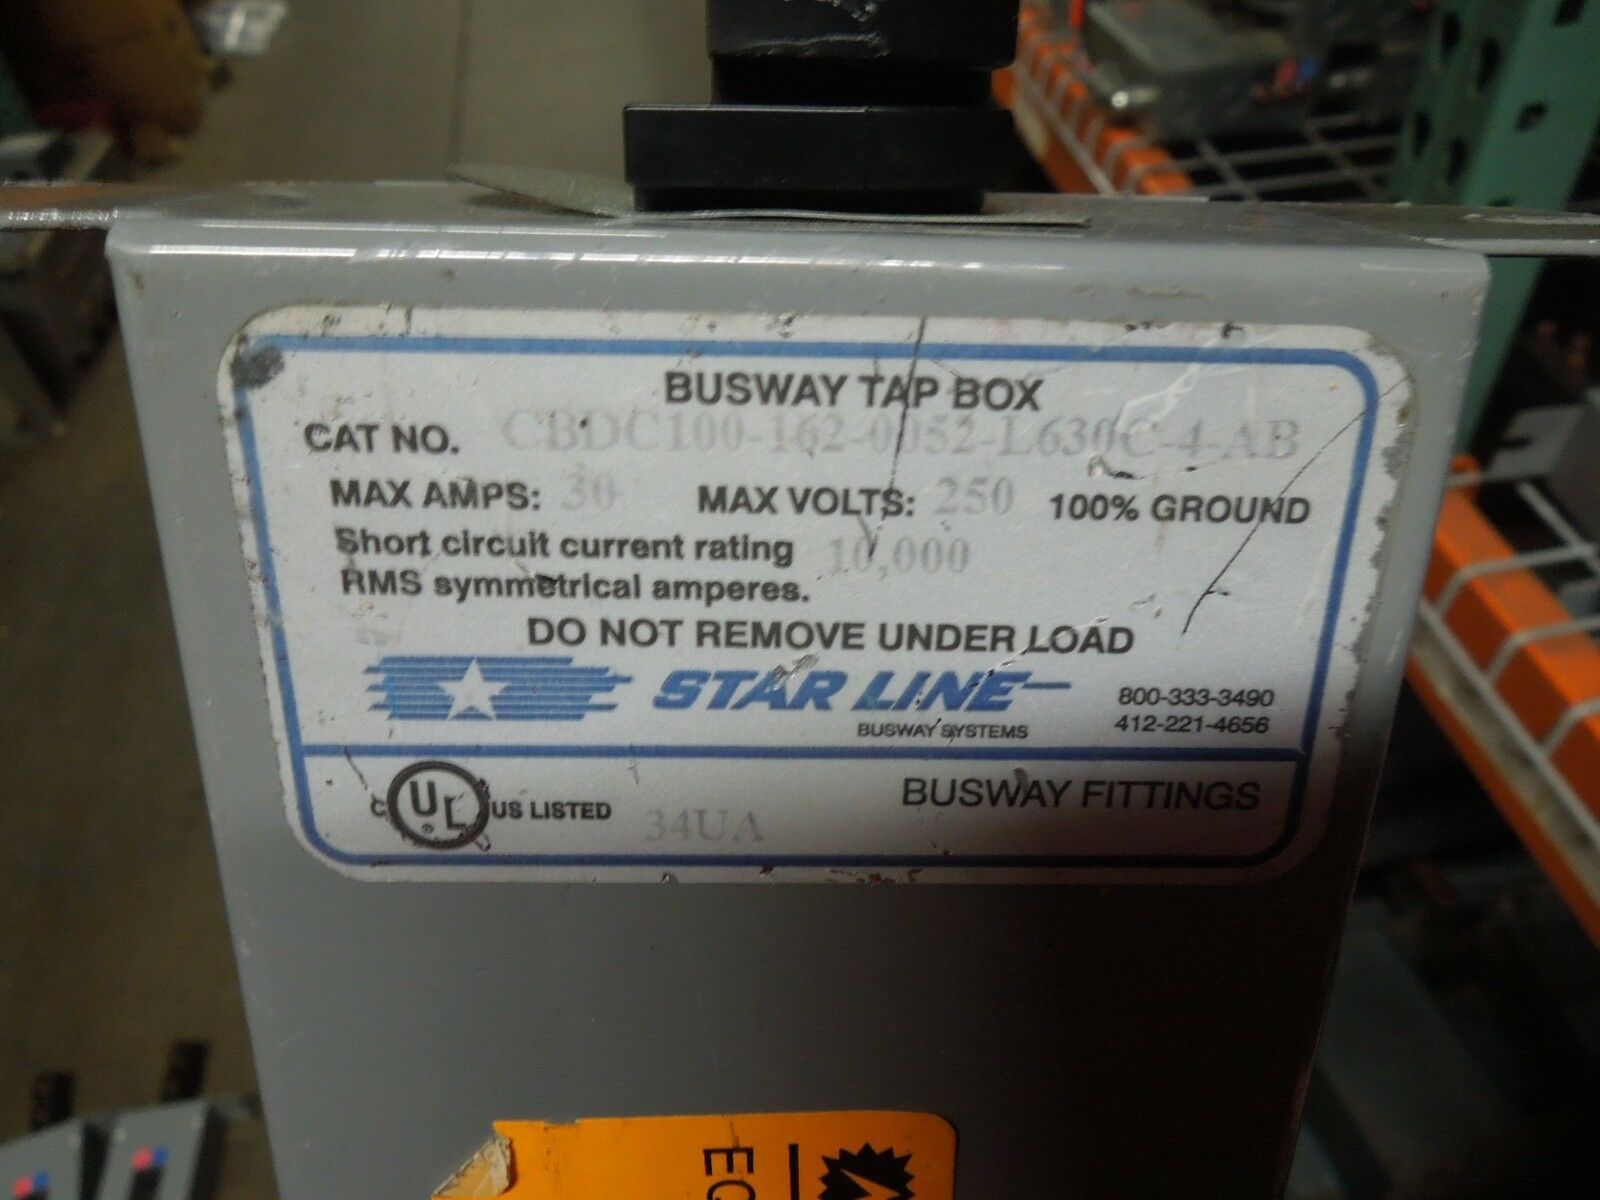 BUSWAY TAP BOX
CAT NO. CBDC100-162-0052-L630C-4-AB
MAX AMPS: 30 MAX VOLTS: 250 100% GROUND
Short circuit current rating 10,000
RMS symmetrical amperes.
DO NOT REMOVE UNDER LOAD
STAR LINE 800-333-3490
BUSWAY SYSTEMS 412-221-4656
C UL ® US LISTED 34UA BUSWAY FITTINGS